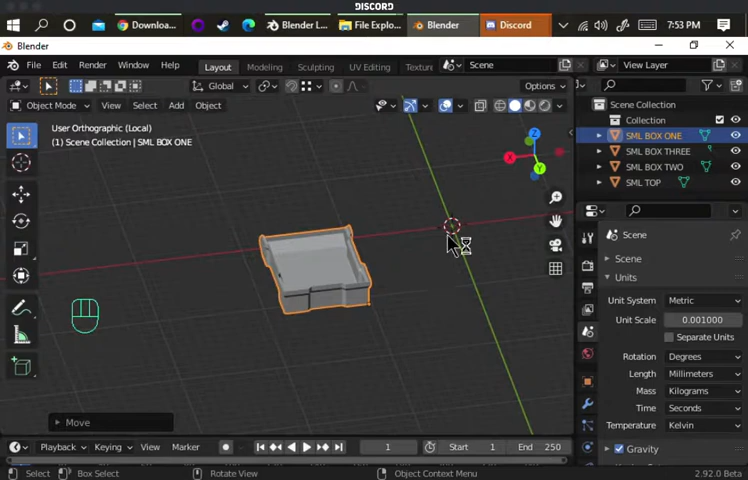 DISCORD
Downloa...
Blender L...
File Explo...
Blender
Discord
7:53 PM
Blender
File Edit Render Window Help
Layout Modeling Sculpting UV Editing Textur
Scene
View Layer
Global
Options
Object Mode View Select Add Object
User Orthographic (Local)
(1) Scene Collection | SML BOX ONE
Z
X
Y
Move
Scene Collection
Collection
SML BOX ONE
SML BOX THREE
SML BOX TWO
SML TOP
Scene
Scene
Units
Unit System Metric
Unit Scale 0.001000
Separate Units
Rotation Degrees
Length Millimeters
Mass Kilograms
Time Seconds
Temperature Kelvin
Gravity
Playback Keying View Marker 1 Start 1 End 250
Select Box Select Rotate View Object Context Menu 2.92.0 Beta